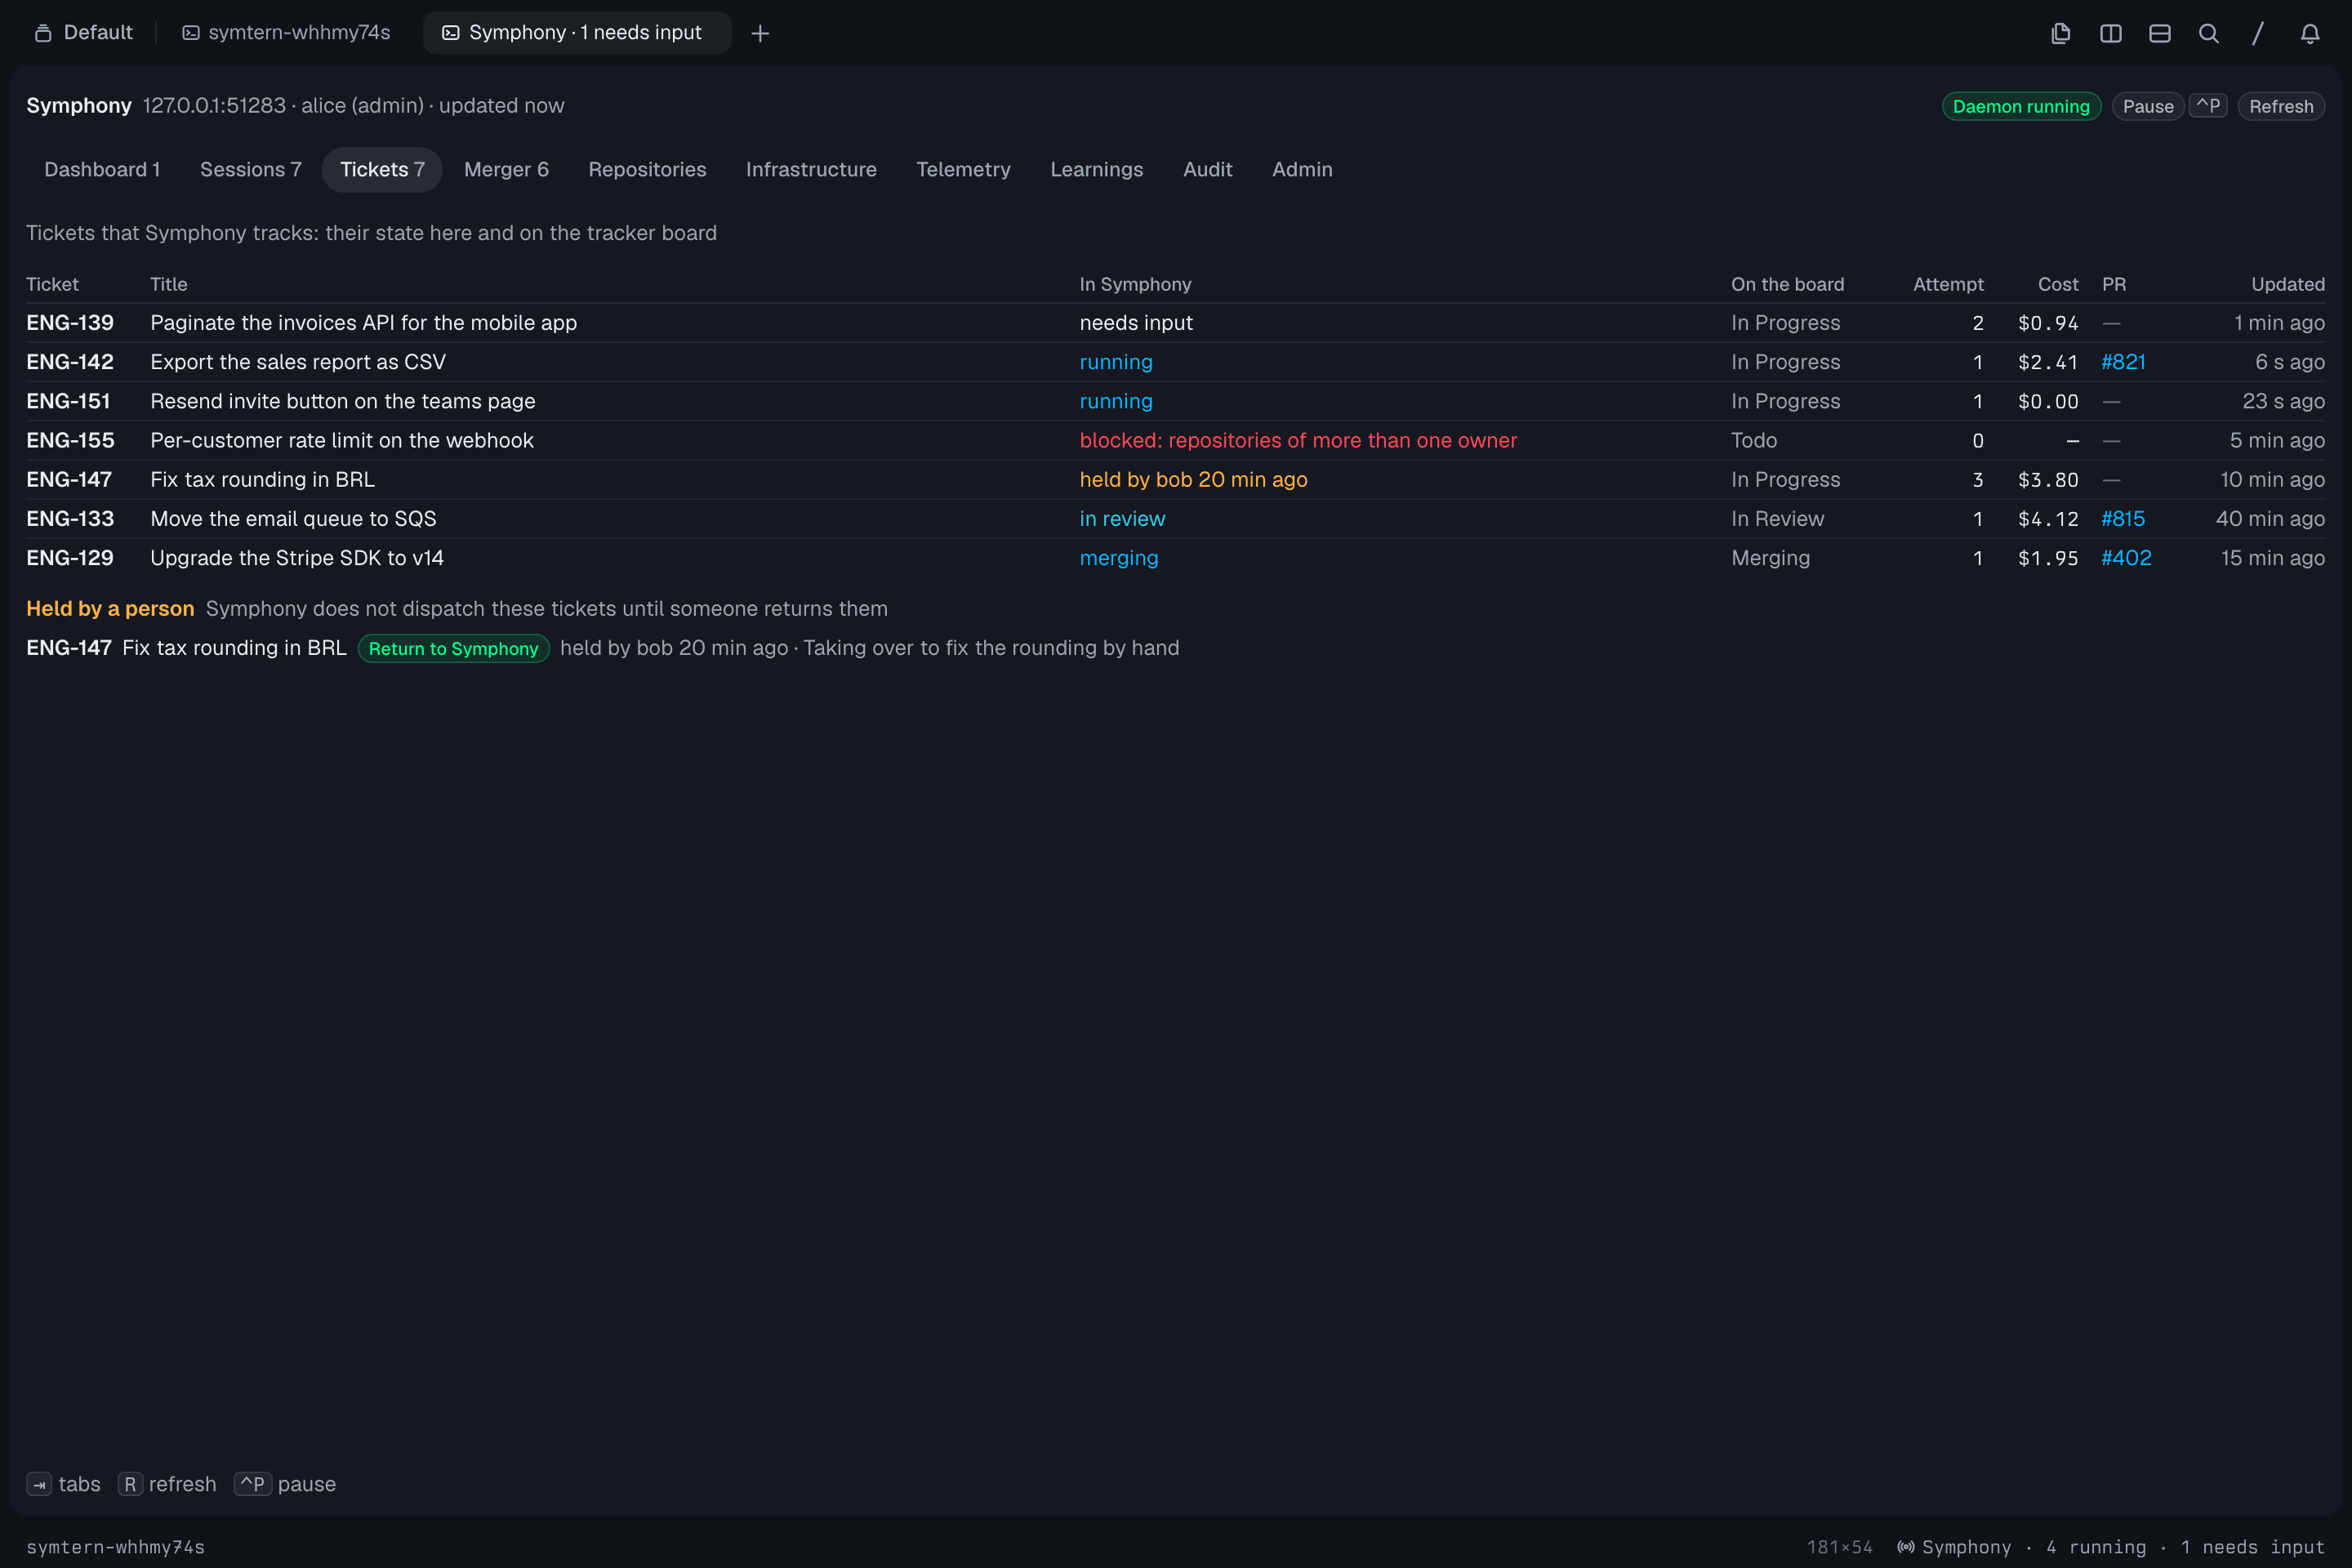 Default symtern-whhmy74s Symphony · 1 needs input +
Symphony 127.0.0.1:51283 · alice (admin) · updated now Daemon running Pause ^P Refresh
Dashboard 1 Sessions 7 Tickets 7 Merger 6 Repositories Infrastructure Telemetry Learnings Audit Admin
Tickets that Symphony tracks: their state here and on the tracker board
Ticket Title In Symphony On the board Attempt Cost PR Updated
ENG-139 Paginate the invoices API for the mobile app needs input In Progress 2 $0.94 — 1 min ago
ENG-142 Export the sales report as CSV running In Progress 1 $2.41 #821 6 s ago
ENG-151 Resend invite button on the teams page running In Progress 1 $0.00 — 23 s ago
ENG-155 Per-customer rate limit on the webhook blocked: repositories of more than one owner Todo 0 – — 5 min ago
ENG-147 Fix tax rounding in BRL held by bob 20 min ago In Progress 3 $3.80 — 10 min ago
ENG-133 Move the email queue to SQS in review In Review 1 $4.12 #815 40 min ago
ENG-129 Upgrade the Stripe SDK to v14 merging Merging 1 $1.95 #402 15 min ago
Held by a person Symphony does not dispatch these tickets until someone returns them
ENG-147 Fix tax rounding in BRL Return to Symphony held by bob 20 min ago · Taking over to fix the rounding by hand
⇥ tabs R refresh ^P pause
symtern-whhmy74s 181×54 Symphony · 4 running · 1 needs input